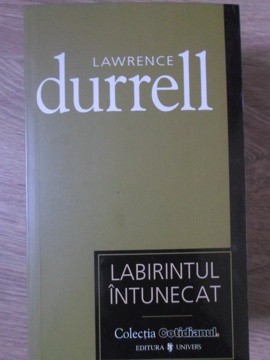 LAWRENCE
durrell
LABIRINTUL
ÎNTUNECAT
Colecția Cotidianul.
EDITURA UNIVERS